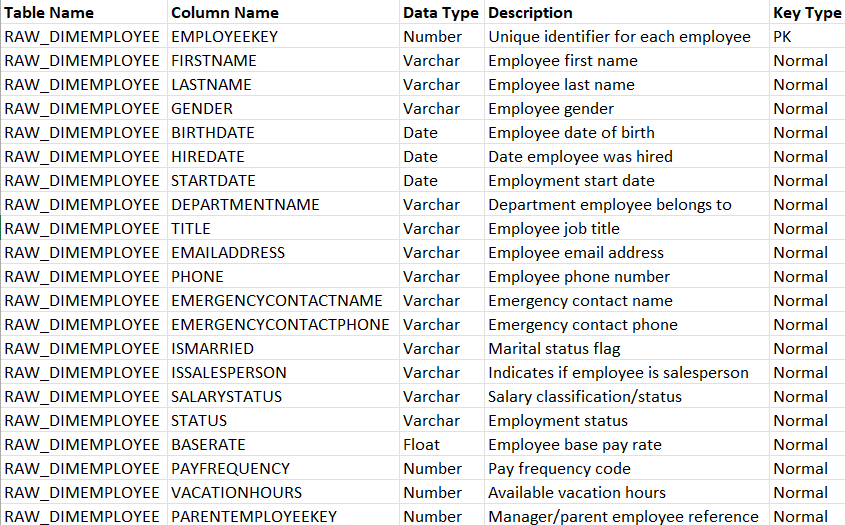 Table Name Column Name Data Type Description Key Type
RAW_DIMEMPLOYEE EMPLOYEEKEY Number Unique identifier for each employee PK
RAW_DIMEMPLOYEE FIRSTNAME Varchar Employee first name Normal
RAW_DIMEMPLOYEE LASTNAME Varchar Employee last name Normal
RAW_DIMEMPLOYEE GENDER Varchar Employee gender Normal
RAW_DIMEMPLOYEE BIRTHDATE Date Employee date of birth Normal
RAW_DIMEMPLOYEE HIREDATE Date Date employee was hired Normal
RAW_DIMEMPLOYEE STARTDATE Date Employment start date Normal
RAW_DIMEMPLOYEE DEPARTMENTNAME Varchar Department employee belongs to Normal
RAW_DIMEMPLOYEE TITLE Varchar Employee job title Normal
RAW_DIMEMPLOYEE EMAILADDRESS Varchar Employee email address Normal
RAW_DIMEMPLOYEE PHONE Varchar Employee phone number Normal
RAW_DIMEMPLOYEE EMERGENCYCONTACTNAME Varchar Emergency contact name Normal
RAW_DIMEMPLOYEE EMERGENCYCONTACTPHONE Varchar Emergency contact phone Normal
RAW_DIMEMPLOYEE ISMARRIED Varchar Marital status flag Normal
RAW_DIMEMPLOYEE ISSALESPERSON Varchar Indicates if employee is salesperson Normal
RAW_DIMEMPLOYEE SALARYSTATUS Varchar Salary classification/status Normal
RAW_DIMEMPLOYEE STATUS Varchar Employment status Normal
RAW_DIMEMPLOYEE BASERATE Float Employee base pay rate Normal
RAW_DIMEMPLOYEE PAYFREQUENCY Number Pay frequency code Normal
RAW_DIMEMPLOYEE VACATIONHOURS Number Available vacation hours Normal
RAW_DIMEMPLOYEE PARENTEMPLOYEEKEY Number Manager/parent employee reference Normal